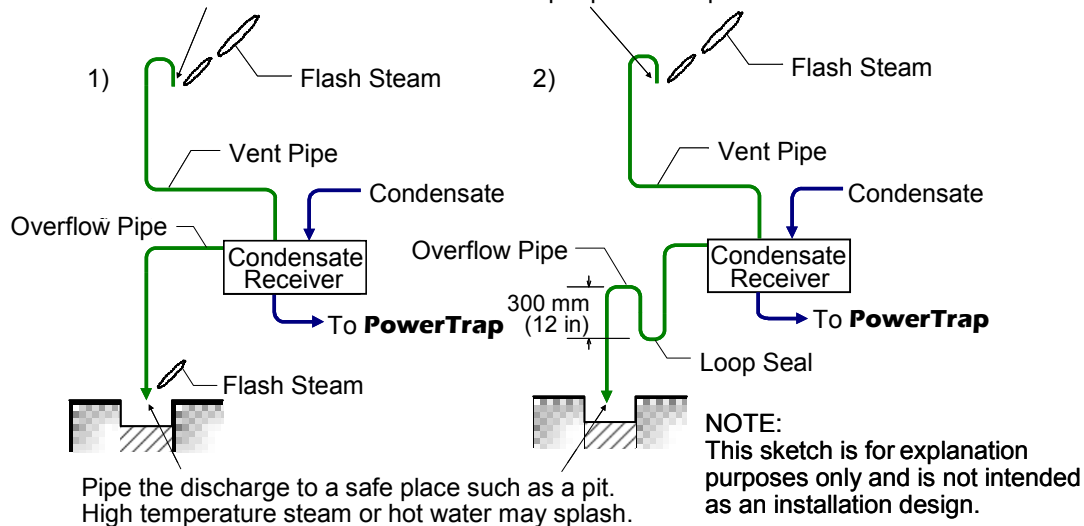 1)
Flash Steam
Vent Pipe
Condensate
Overflow Pipe
Condensate
Receiver
To PowerTrap
Flash Steam
2)
Flash Steam
Vent Pipe
Condensate
Overflow Pipe
Condensate
Receiver
300 mm
(12 in)
To PowerTrap
Loop Seal
NOTE:
This sketch is for explanation
purposes only and is not intended
as an installation design.
Pipe the discharge to a safe place such as a pit.
High temperature steam or hot water may splash.